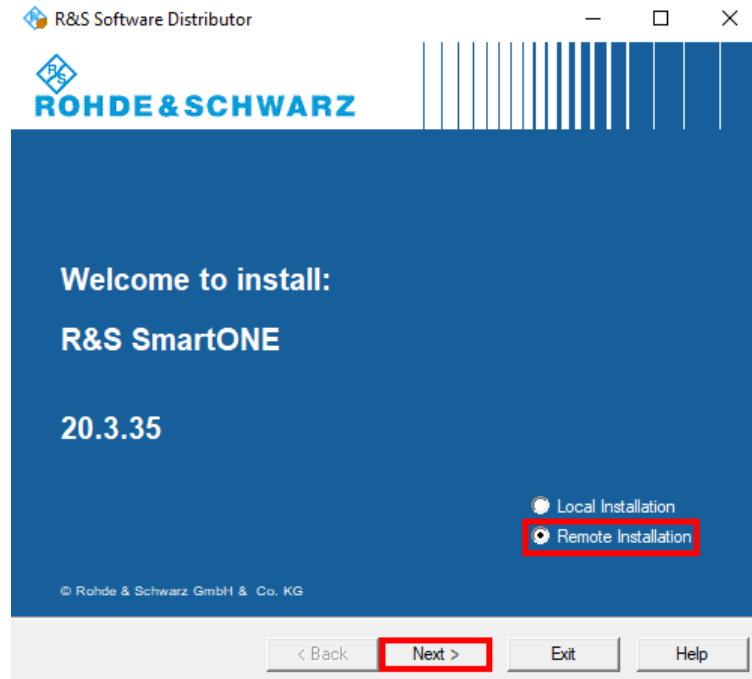 R&S Software Distributor
R S
ROHDE&SCHWARZ
Welcome to install:
R&S SmartONE
20.3.35
Local Installation
Remote Installation
© Rohde & Schwarz GmbH & Co. KG
< Back Next > Exit Help